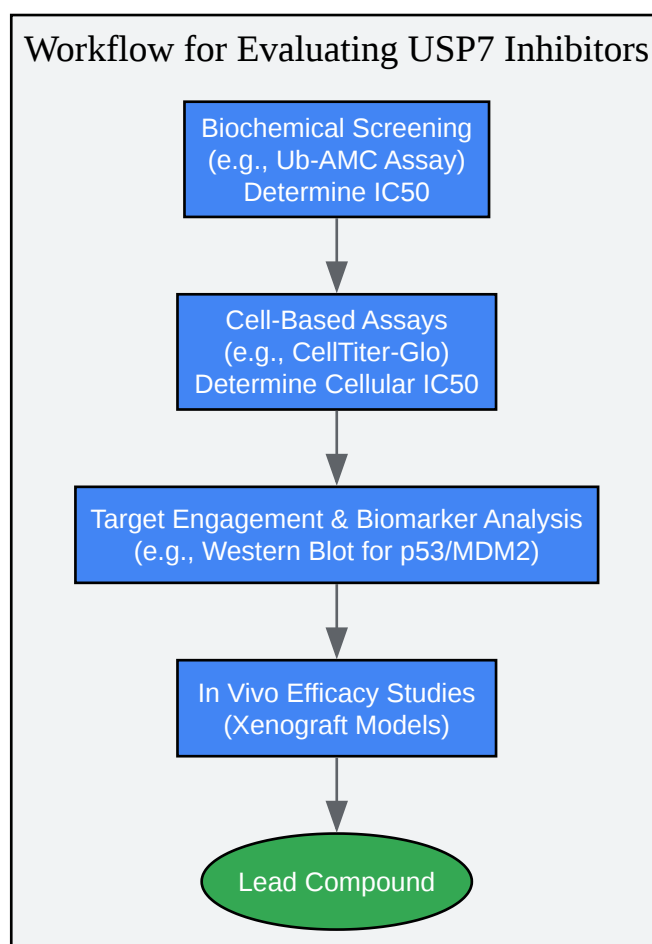 Workflow for Evaluating USP7 Inhibitors
Biochemical Screening
(e.g., Ub-AMC Assay)
Determine IC50
Cell-Based Assays
(e.g., CellTiter-Glo)
Determine Cellular IC50
Target Engagement & Biomarker Analysis
(e.g., Western Blot for p53/MDM2)
In Vivo Efficacy Studies
(Xenograft Models)
Lead Compound